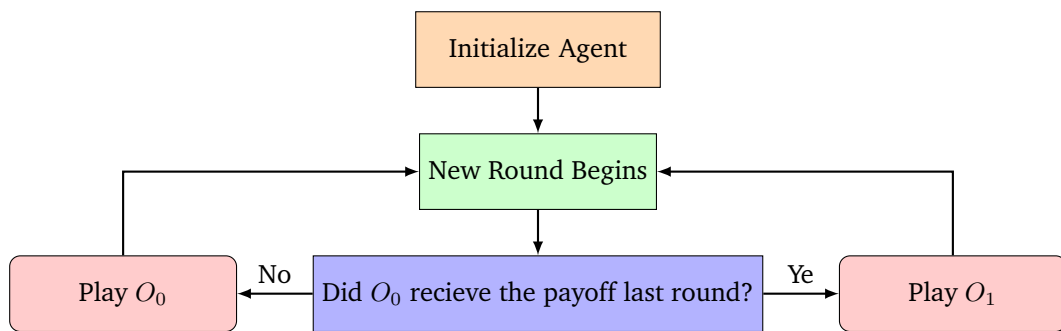 Initialize Agent
New Round Begins
No
Ye
Play O₀
Did O₀ recieve the payoff last round?
Play O₁